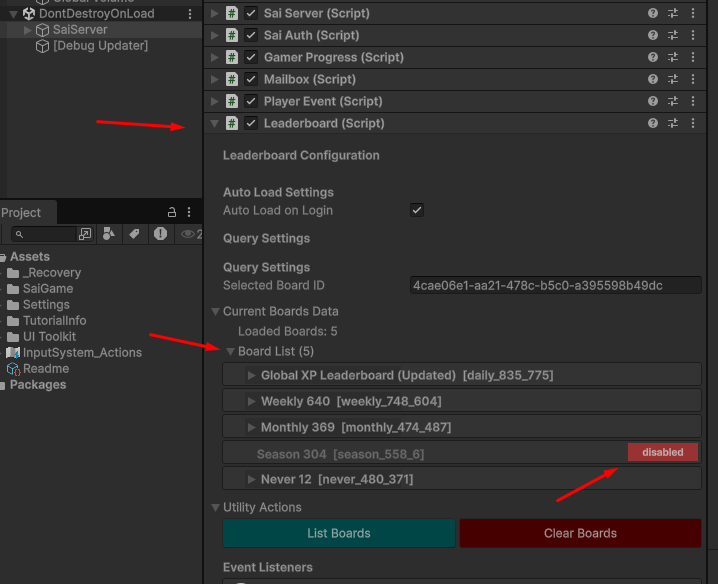 DontDestroyOnLoad
SaiServer
[Debug Updater]
Project
2
Assets
_Recovery
SaiGame
Settings
TutorialInfo
UI Toolkit
InputSystem_Actions
Readme
Packages
# Sai Server (Script)
# Sai Auth (Script)
# Gamer Progress (Script)
# Mailbox (Script)
# Player Event (Script)
# Leaderboard (Script)
Leaderboard Configuration
Auto Load Settings
Auto Load on Login
Query Settings
Query Settings
Selected Board ID 4cae06e1-aa21-478c-b5c0-a395598b49dc
Current Boards Data
Loaded Boards: 5
Board List (5)
Global XP Leaderboard (Updated) [daily_835_775]
Weekly 640 [weekly_748_604]
Monthly 369 [monthly_474_487]
Season 304 [season_558_6] disabled
Never 12 [never_480_371]
Utility Actions
List Boards Clear Boards
Event Listeners